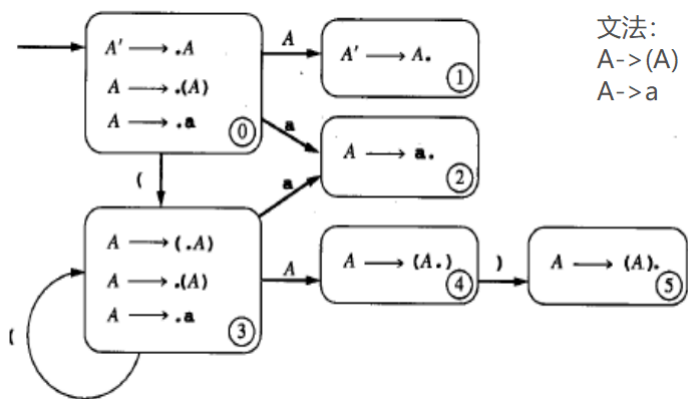 文法：
A->(A)
A->a
A' ⟶ .A
A ⟶ .(A)
A ⟶ .a
0
A
A' ⟶ A.
1
a
A ⟶ a.
2
(
a
A ⟶ (.A)
A ⟶ .(A)
A ⟶ .a
3
(
A
A ⟶ (A.)
4
)
A ⟶ (A).
5